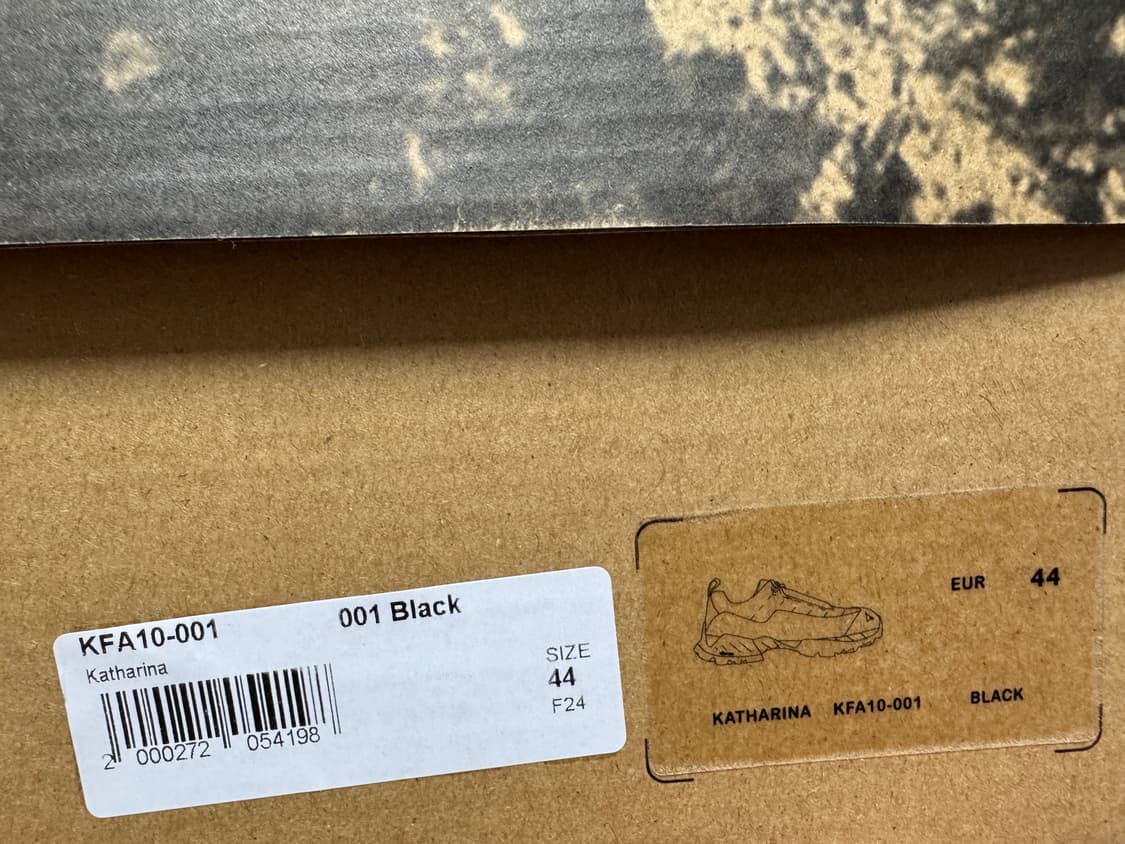 KFA10-001 001 Black
Katharina
SIZE
44
F24
2 000272 054198
EUR 44
KATHARINA KFA10-001 BLACK